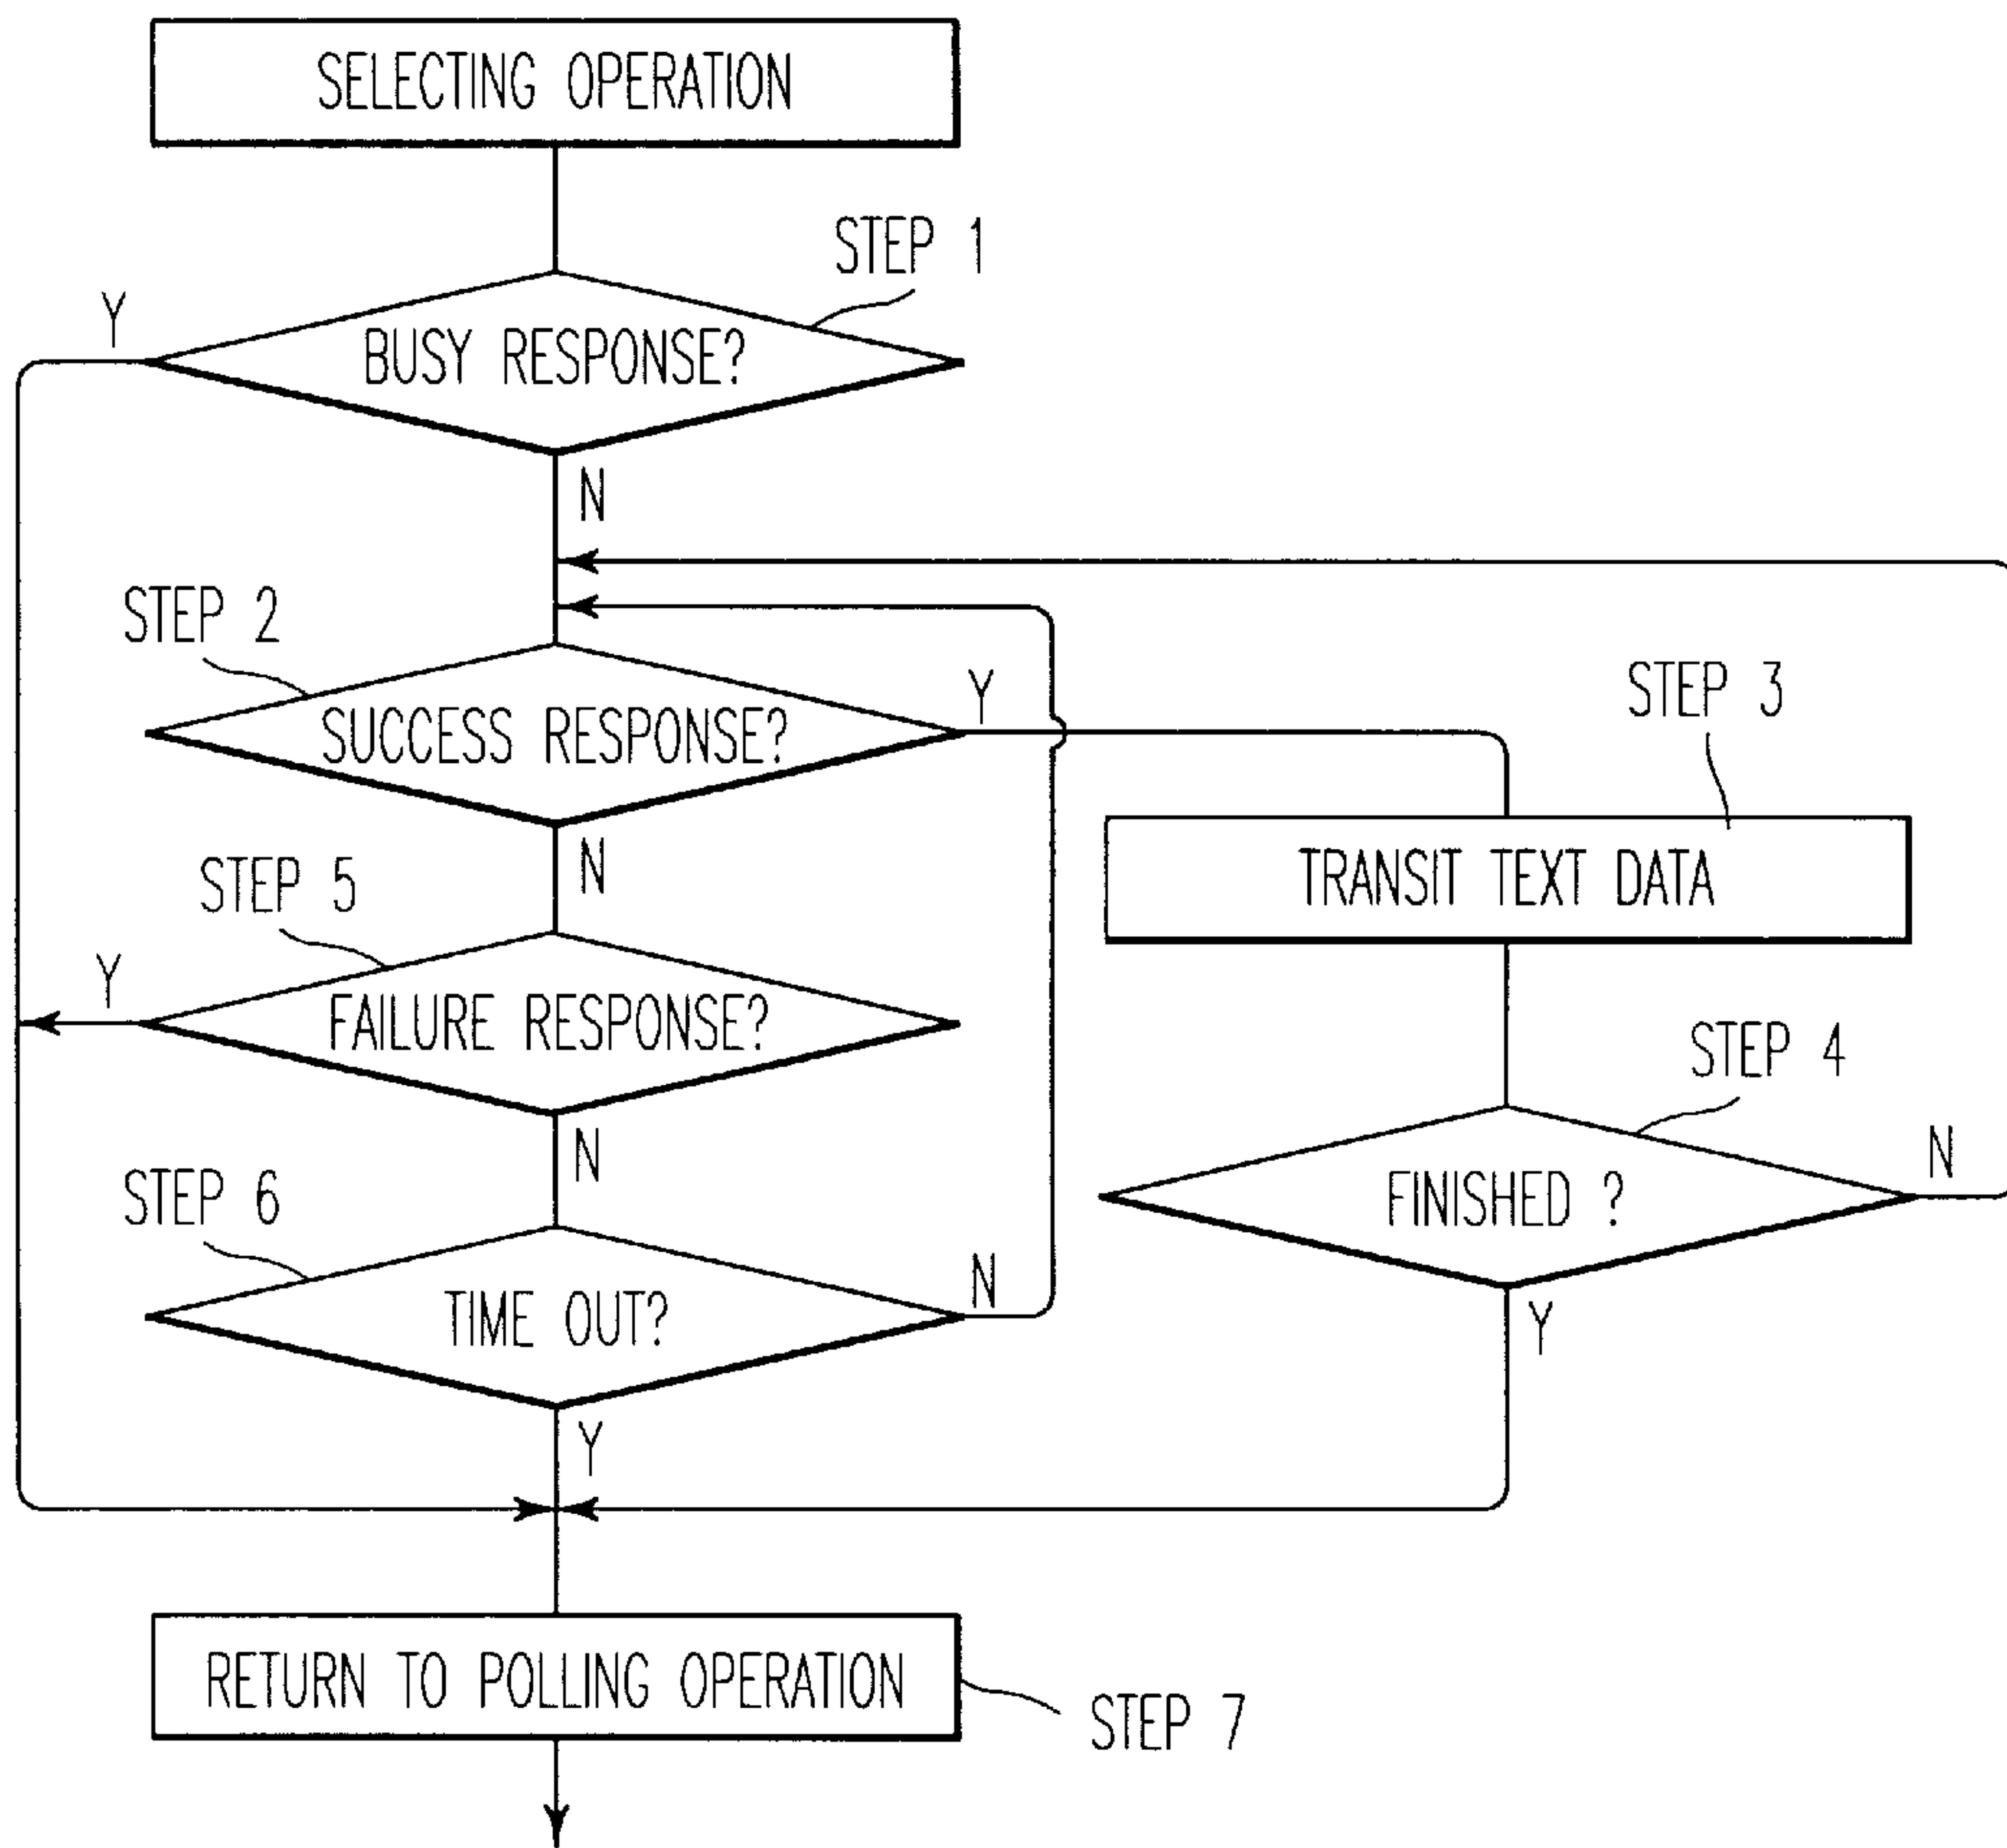 SELECTING OPERATION
STEP 1
Y
BUSY RESPONSE?
N
STEP 2
Y
STEP 3
SUCCESS RESPONSE?
N
TRANSIT TEXT DATA
STEP 5
Y
FAILURE RESPONSE?
STEP 4
N
N
FINISHED ?
STEP 6
N
TIME OUT?
Y
Y
RETURN TO POLLING OPERATION
STEP 7